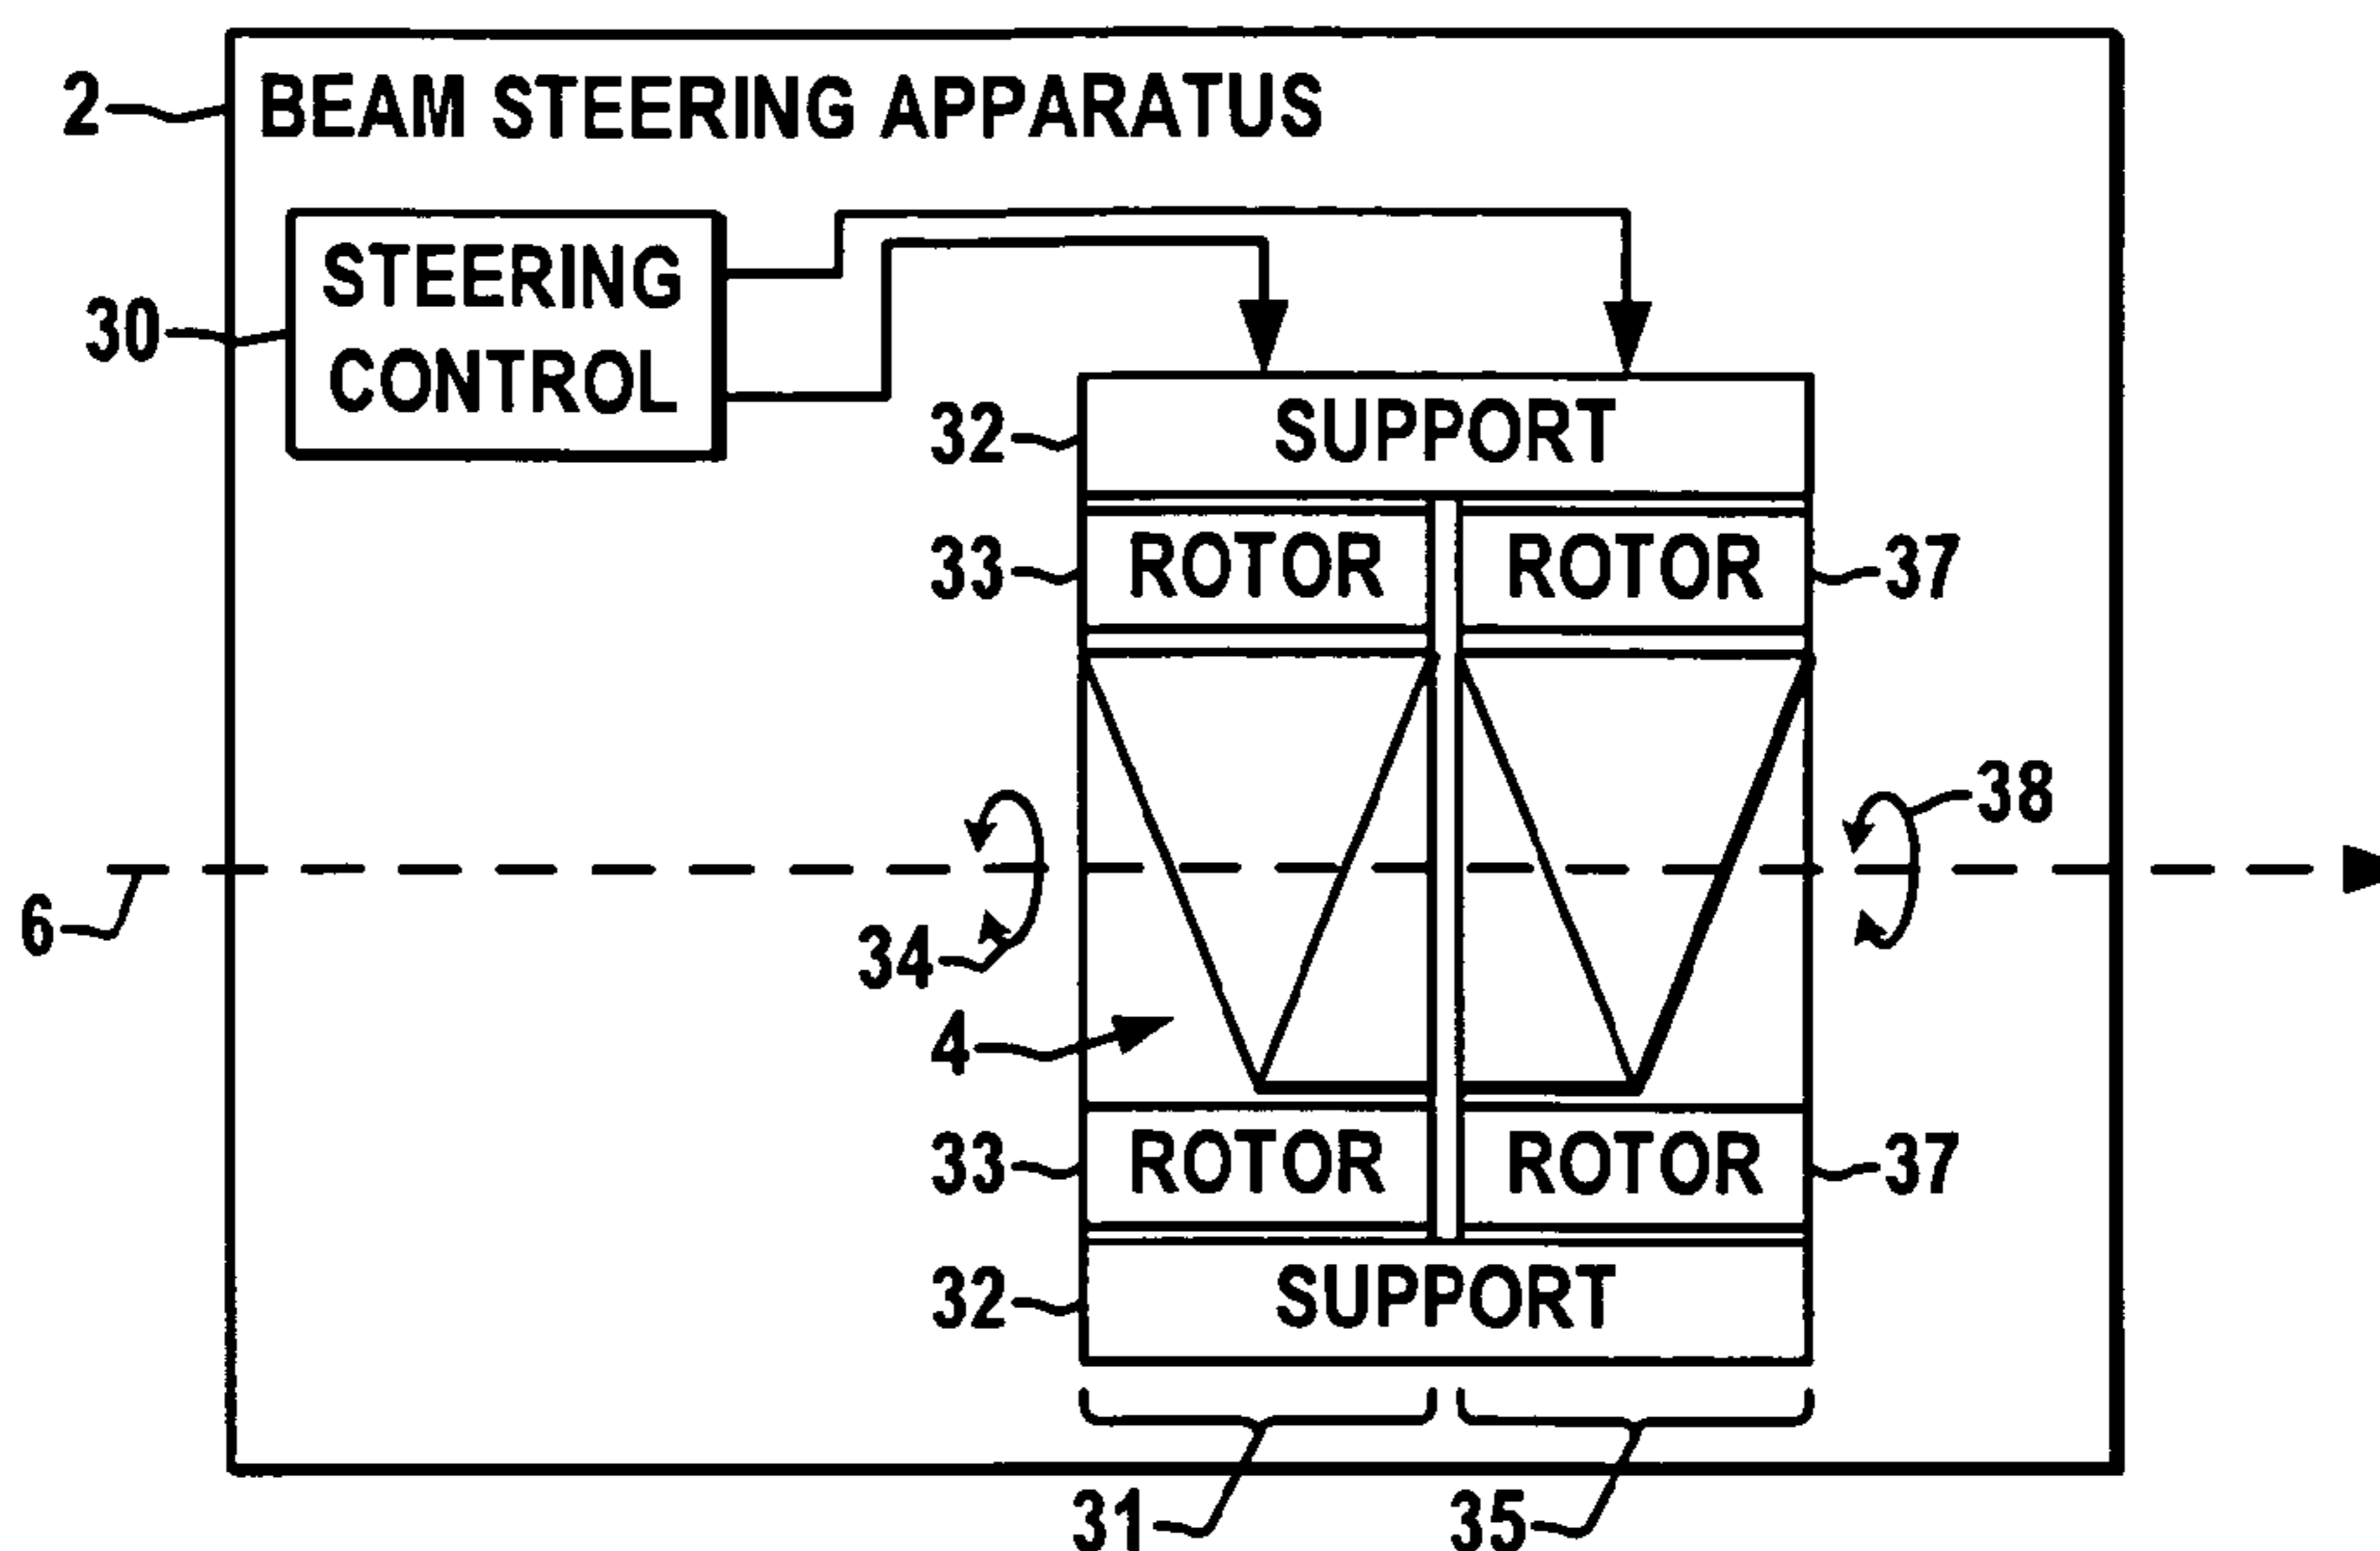 2 BEAM STEERING APPARATUS
30 STEERING
CONTROL
32 SUPPORT
33 ROTOR ROTOR 37
38
6
34
4
33 ROTOR ROTOR 37
32 SUPPORT
31 35